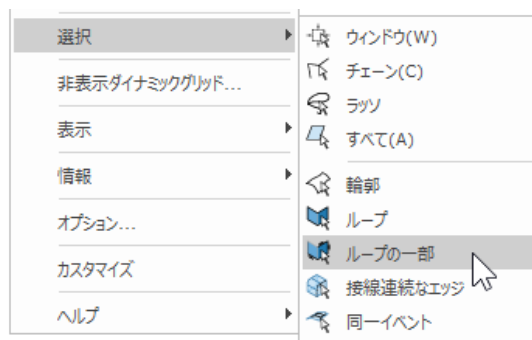 選択
非表示ダイナミックグリッド...
表示
情報
オプション...
カスタマイズ
ヘルプ
ウィンドウ(W)
チェーン(C)
ラッソ
すべて(A)
輪郭
ループ
ループの一部
接線連続なエッジ
同一イベント